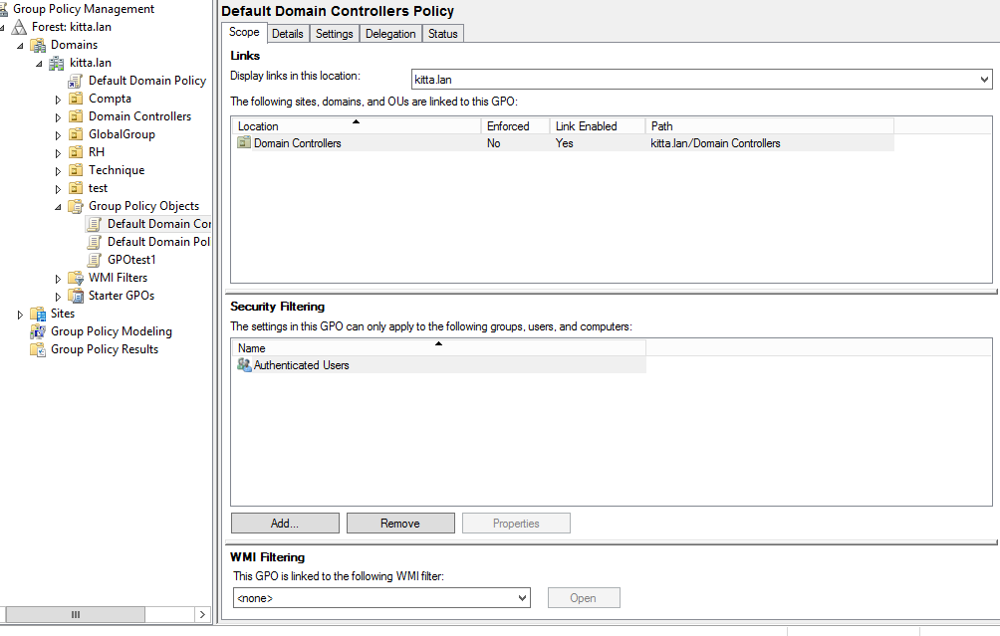 Group Policy Management
Forest: kitta.lan
Domains
kitta.lan
Default Domain Policy
Compta
Domain Controllers
GlobalGroup
RH
Technique
test
Group Policy Objects
Default Domain Cor
Default Domain Pol
GPOtest1
WMI Filters
Starter GPOs
Sites
Group Policy Modeling
Group Policy Results
Default Domain Controllers Policy
Scope Details Settings Delegation Status
Links
Display links in this location: kitta.lan
The following sites, domains, and OUs are linked to this GPO:
Location Enforced Link Enabled Path
Domain Controllers No Yes kitta.lan/Domain Controllers
Security Filtering
The settings in this GPO can only apply to the following groups, users, and computers:
Name
Authenticated Users
Add... Remove Properties
WMI Filtering
This GPO is linked to the following WMI filter:
<none> Open